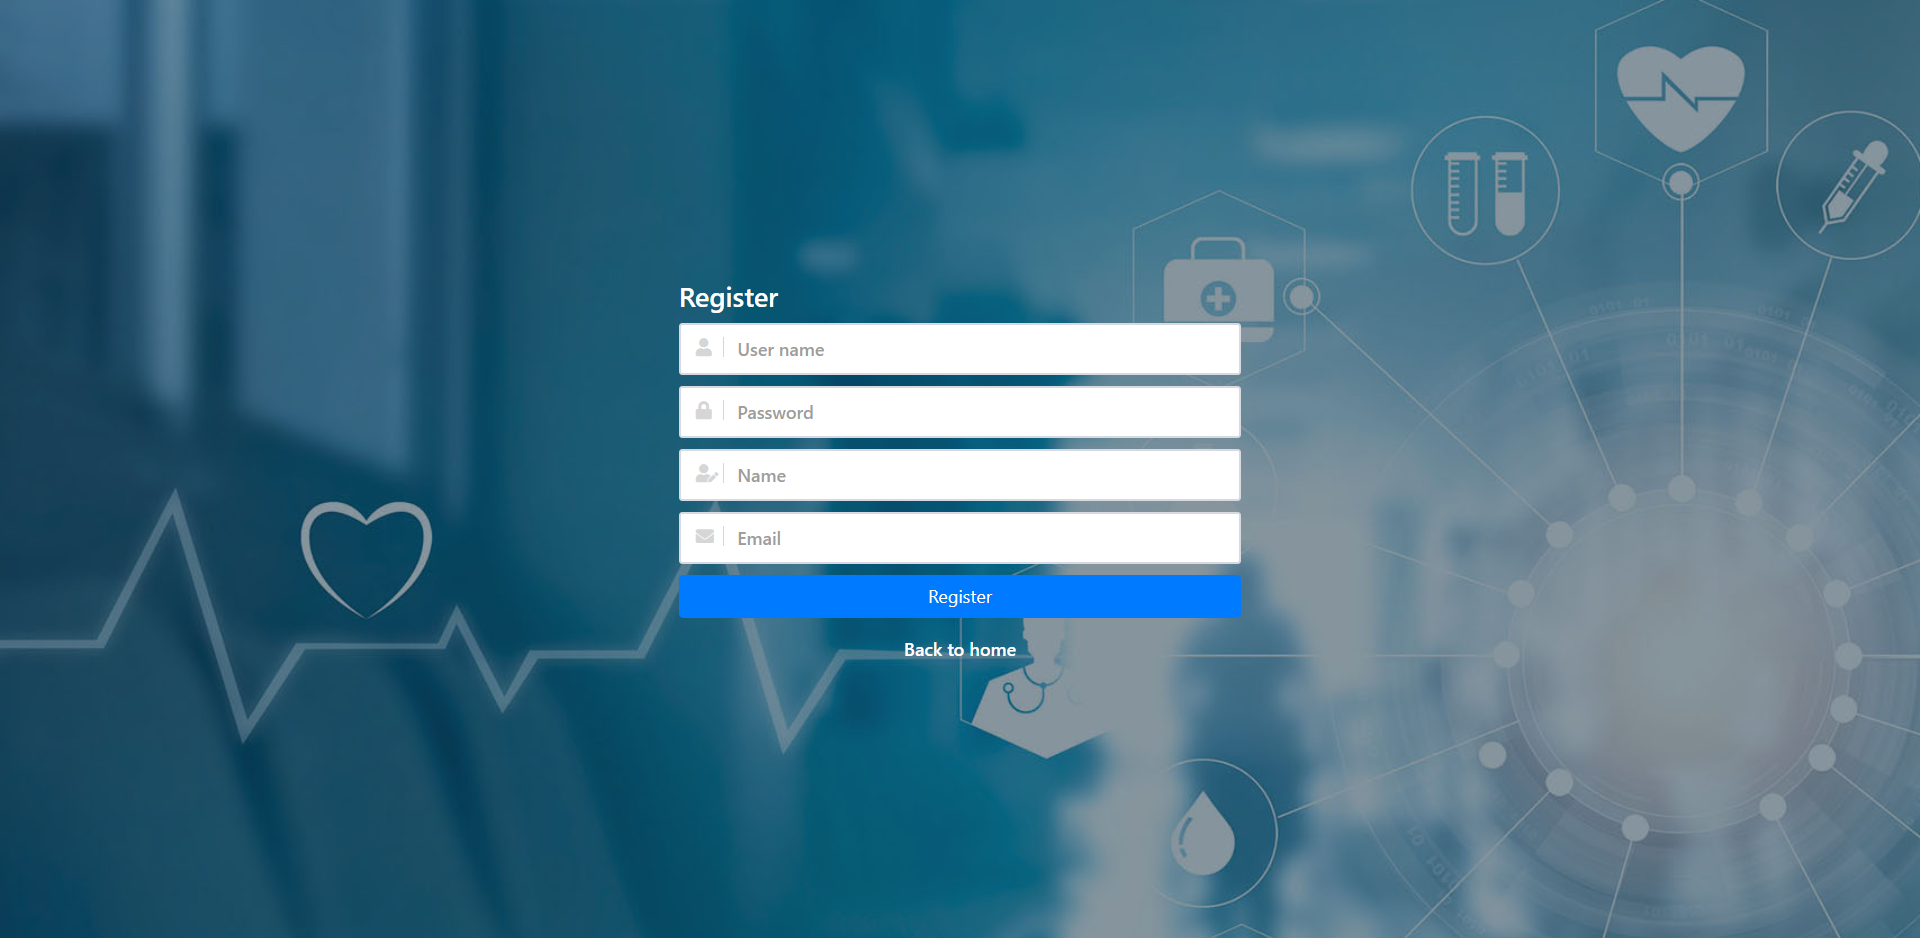 Register
User name
Password
Name
Email
Register
Back to home